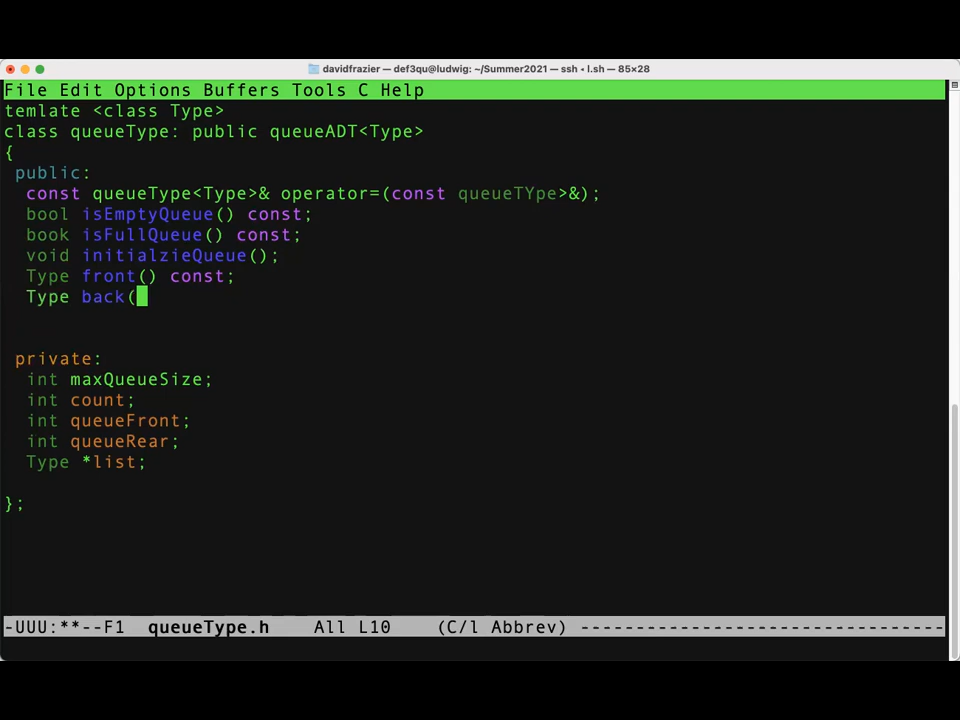 davidfrazier — def3qu@ludwig: ~/Summer2021 — ssh • l.sh — 85×28
File Edit Options Buffers Tools C Help
temlate <class Type>
class queueType: public queueADT<Type>
{
public:
const queueType<Type>& operator=(const queueTYpe>&);
bool isEmptyQueue() const;
book isFullQueue() const;
void initialzieQueue();
Type front() const;
Type back(
private:
int maxQueueSize;
int count;
int queueFront;
int queueRear;
Type *list;
};
-UUU:**--F1 queueType.h All L10 (C/l Abbrev) ---------------------------------